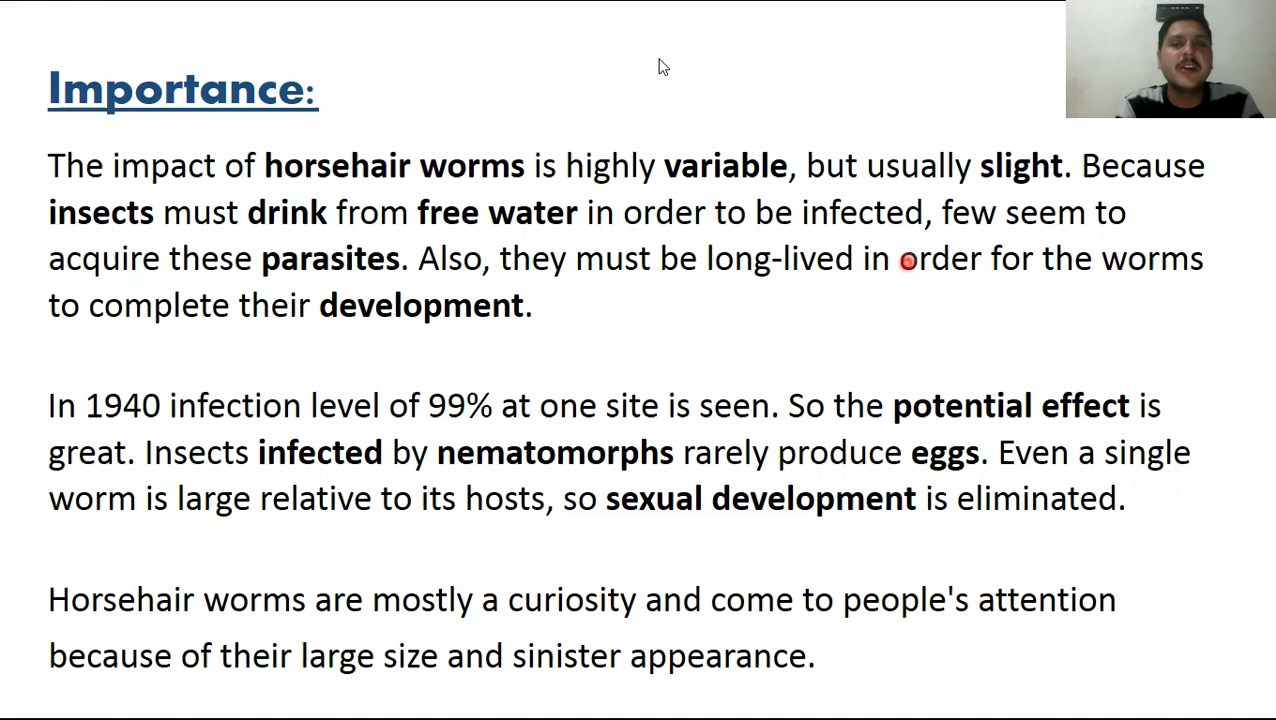 Importance:
The impact of horsehair worms is highly variable, but usually slight. Because
insects must drink from free water in order to be infected, few seem to
acquire these parasites. Also, they must be long-lived in order for the worms
to complete their development.
In 1940 infection level of 99% at one site is seen. So the potential effect is
great. Insects infected by nematomorphs rarely produce eggs. Even a single
worm is large relative to its hosts, so sexual development is eliminated.
Horsehair worms are mostly a curiosity and come to people's attention
because of their large size and sinister appearance.